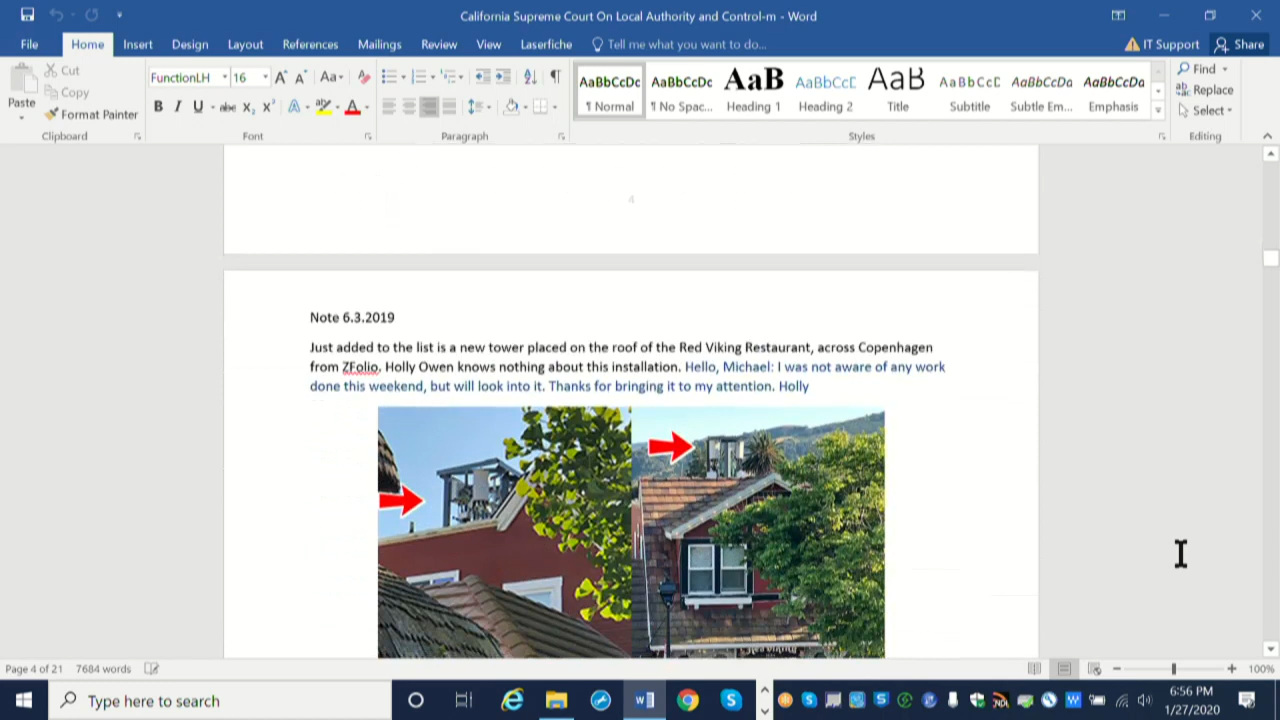 California Supreme Court On Local Authority and Control-m - Word
File Home Insert Design Layout References Mailings Review View Laserfiche Tell me what you want to do... IT Support Share
Paste
Cut
Copy
Format Painter
FunctionLH 16
AaBbCcDc AaBbCcDc AaBbC AaBbCcD AaB AaBbCcD AaBbCcDa AaBbCcDa
¶ Normal ¶ No Spac... Heading 1 Heading 2 Title Subtitle Subtle Em... Emphasis
Find
Replace
Select
Clipboard Font Paragraph Styles Editing
4
Note 6.3.2019
Just added to the list is a new tower placed on the roof of the Red Viking Restaurant, across Copenhagen
from ZFolio. Holly Owen knows nothing about this installation. Hello, Michael: I was not aware of any work
done this weekend, but will look into it. Thanks for bringing it to my attention. Holly
Page 4 of 21 7684 words 100%
Type here to search
6:56 PM
1/27/2020